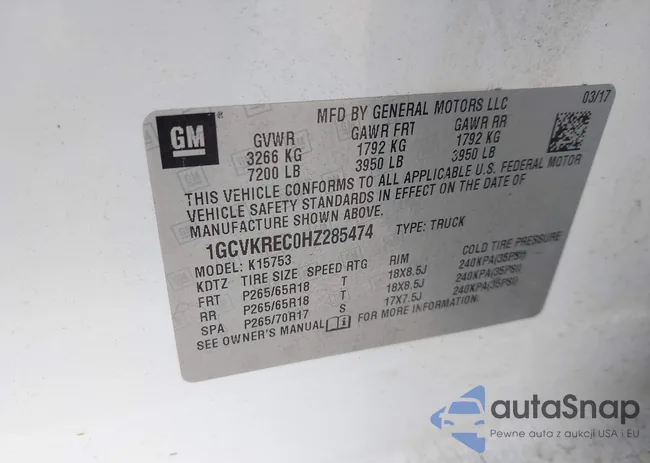 MFD BY GENERAL MOTORS LLC 03/17
GM
GVWR GAWR FRT GAWR RR
3266 KG 1792 KG 1792 KG
7200 LB 3950 LB 3950 LB
THIS VEHICLE CONFORMS TO ALL APPLICABLE U.S. FEDERAL MOTOR
VEHICLE SAFETY STANDARDS IN EFFECT ON THE DATE OF
MANUFACTURE SHOWN ABOVE.
1GCVKREC0HZ285474 TYPE: TRUCK
MODEL: K15753
KDTZ TIRE SIZE SPEED RTG RIM COLD TIRE PRESSURE
FRT P265/65R18 T 18X8.5J 240KPA(35PSI)
RR P265/65R18 T 18X8.5J 240KPA(35PSI)
SPA P265/70R17 S 17X7.5J 240KPA(35PSI)
SEE OWNER'S MANUAL FOR MORE INFORMATION.
autaSnap
Pewne auta z aukcji USA i EU